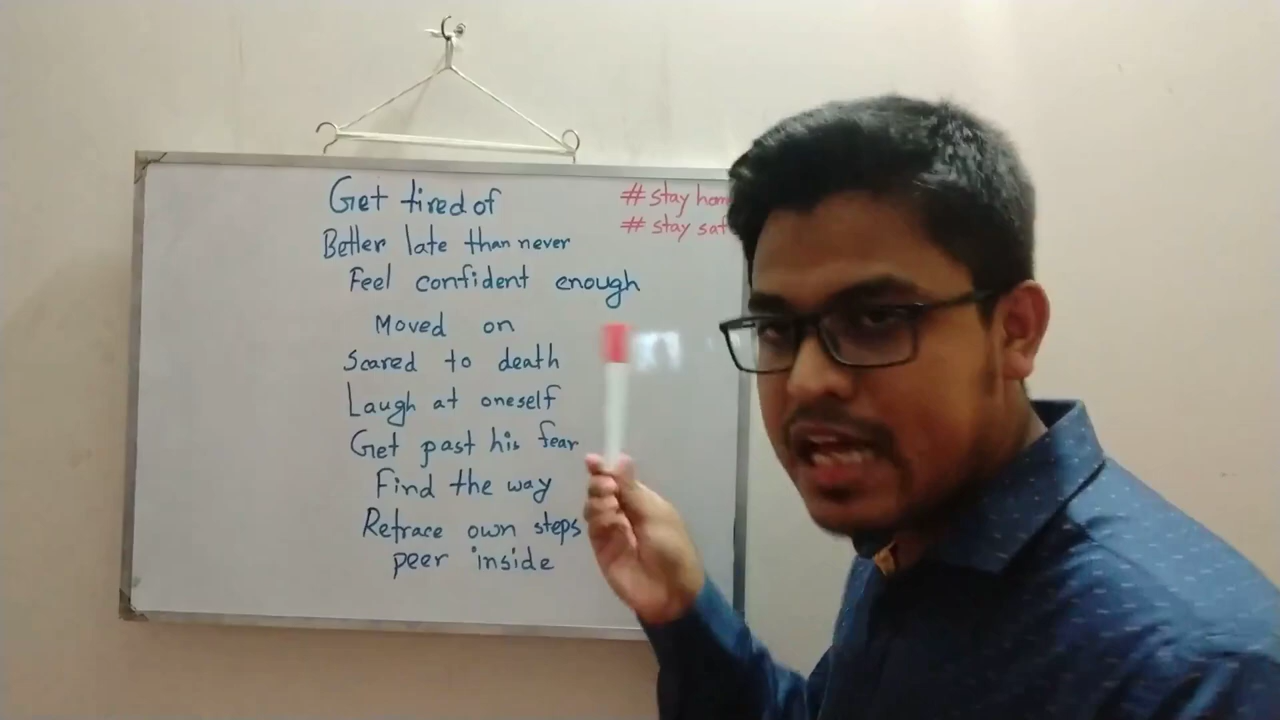 Get tired of
# stay hom
# stay saf
Better late than never
Feel confident enough
Moved on
Scared to death
Laugh at oneself
Get past his fear
Find the way
Retrace own steps
peer inside